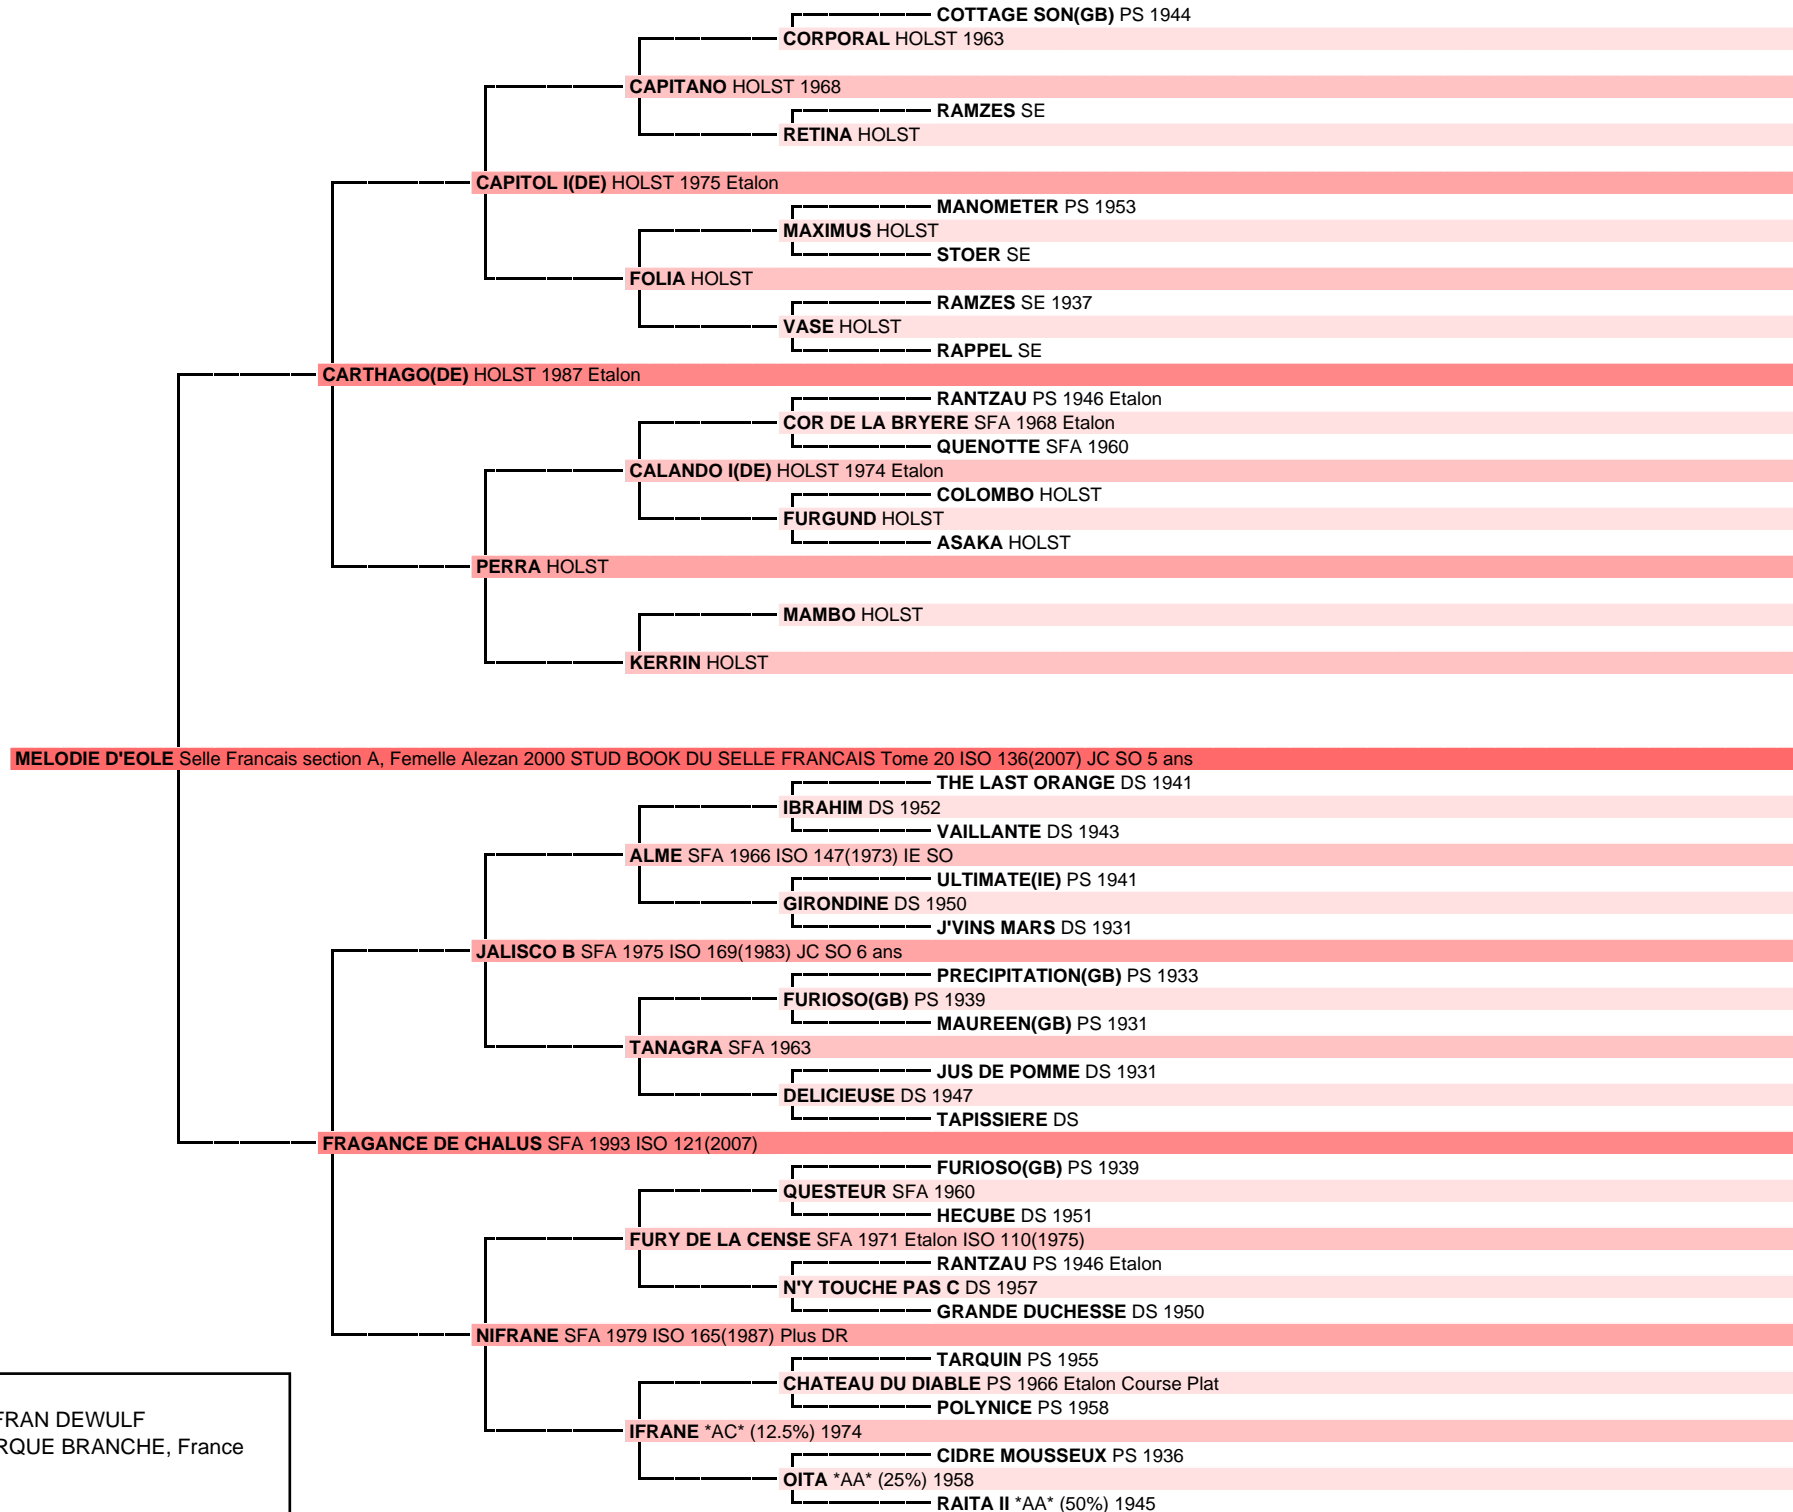 COTTAGE SON(GB) PS 1944
CORPORAL HOLST 1963
CAPITANO HOLST 1968
RAMZES SE
RETINA HOLST
CAPITOL I(DE) HOLST 1975 Etalon
MANOMETER PS 1953
MAXIMUS HOLST
STOER SE
FOLIA HOLST
RAMZES SE 1937
VASE HOLST
RAPPEL SE
CARTHAGO(DE) HOLST 1987 Etalon
RANTZAU PS 1946 Etalon
COR DE LA BRYERE SFA 1968 Etalon
QUENOTTE SFA 1960
CALANDO I(DE) HOLST 1974 Etalon
COLOMBO HOLST
FURGUND HOLST
ASAKA HOLST
PERRA HOLST
MAMBO HOLST
KERRIN HOLST
MELODIE D'EOLE Selle Francais section A, Femelle Alezan 2000 STUD BOOK DU SELLE FRANCAIS Tome 20 ISO 136(2007) JC SO 5 ans
THE LAST ORANGE DS 1941
IBRAHIM DS 1952
VAILLANTE DS 1943
ALME SFA 1966 ISO 147(1973) IE SO
ULTIMATE(IE) PS 1941
GIRONDINE DS 1950
J'VINS MARS DS 1931
JALISCO B SFA 1975 ISO 169(1983) JC SO 6 ans
PRECIPITATION(GB) PS 1933
FURIOSO(GB) PS 1939
MAUREEN(GB) PS 1931
TANAGRA SFA 1963
JUS DE POMME DS 1931
DELICIEUSE DS 1947
TAPISSIERE DS
FRAGANCE DE CHALUS SFA 1993 ISO 121(2007)
FURIOSO(GB) PS 1939
QUESTEUR SFA 1960
HECUBE DS 1951
FURY DE LA CENSE SFA 1971 Etalon ISO 110(1975)
RANTZAU PS 1946 Etalon
N'Y TOUCHE PAS C DS 1957
GRANDE DUCHESSE DS 1950
NIFRANE SFA 1979 ISO 165(1987) Plus DR
TARQUIN PS 1955
CHATEAU DU DIABLE PS 1966 Etalon Course Plat
POLYNICE PS 1958
IFRANE *AC* (12.5%) 1974
CIDRE MOUSSEUX PS 1936
OITA *AA* (25%) 1958
RAITA II *AA* (50%) 1945
FRAN DEWULF
RQUE BRANCHE, France